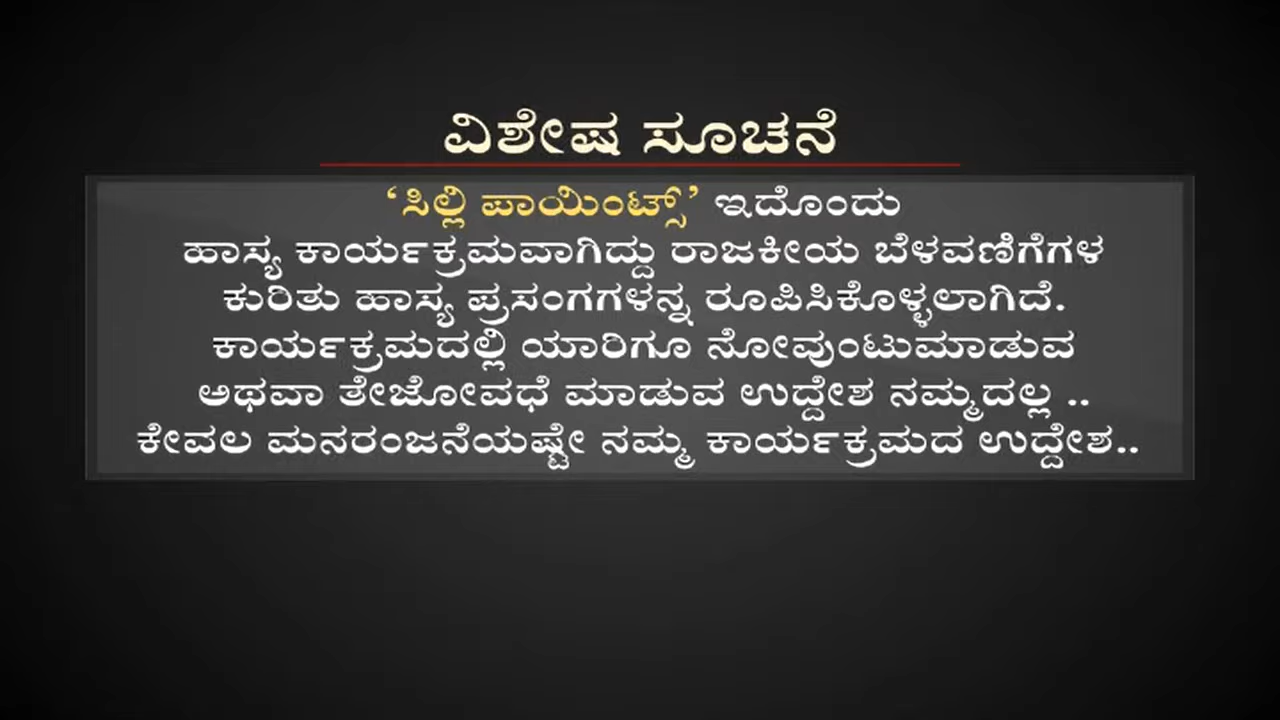 ವಿಶೇಷ ಸೂಚನೆ
‘ಸಿಲ್ಲಿ ಪಾಯಿಂಟ್ಸ್’ ಇದೊಂದು
ಹಾಸ್ಯ ಕಾರ್ಯಕ್ರಮವಾಗಿದ್ದು ರಾಜಕೀಯ ಬೆಳವಣಿಗೆಗಳ
ಕುರಿತು ಹಾಸ್ಯ ಪ್ರಸಂಗಗಳನ್ನ ರೂಪಿಸಿಕೊಳ್ಳಲಾಗಿದೆ.
ಕಾರ್ಯಕ್ರಮದಲ್ಲಿ ಯಾರಿಗೂ ನೋವುಂಟುಮಾಡುವ
ಅಥವಾ ತೇಜೋವಧೆ ಮಾಡುವ ಉದ್ದೇಶ ನಮ್ಮದಲ್ಲ ..
ಕೇವಲ ಮನರಂಜನೆಯಷ್ಟೇ ನಮ್ಮ ಕಾರ್ಯಕ್ರಮದ ಉದ್ದೇಶ..